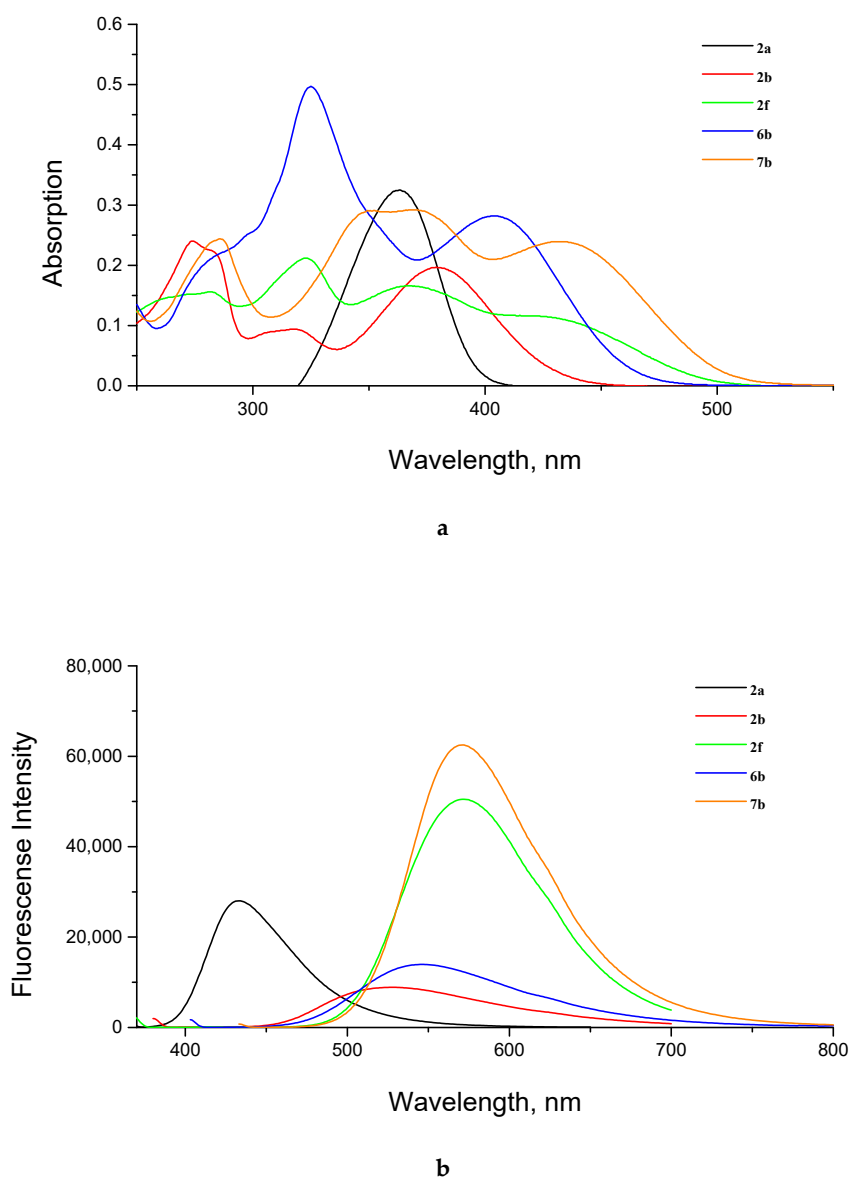 0.6
0.5
0.4
0.3
0.2
0.1
0.0
Absorption
2a
2b
2f
6b
7b
300
400
500
Wavelength, nm
a
80,000
60,000
40,000
20,000
0
Fluorescense Intensity
2a
2b
2f
6b
7b
400
500
600
700
800
Wavelength, nm
b